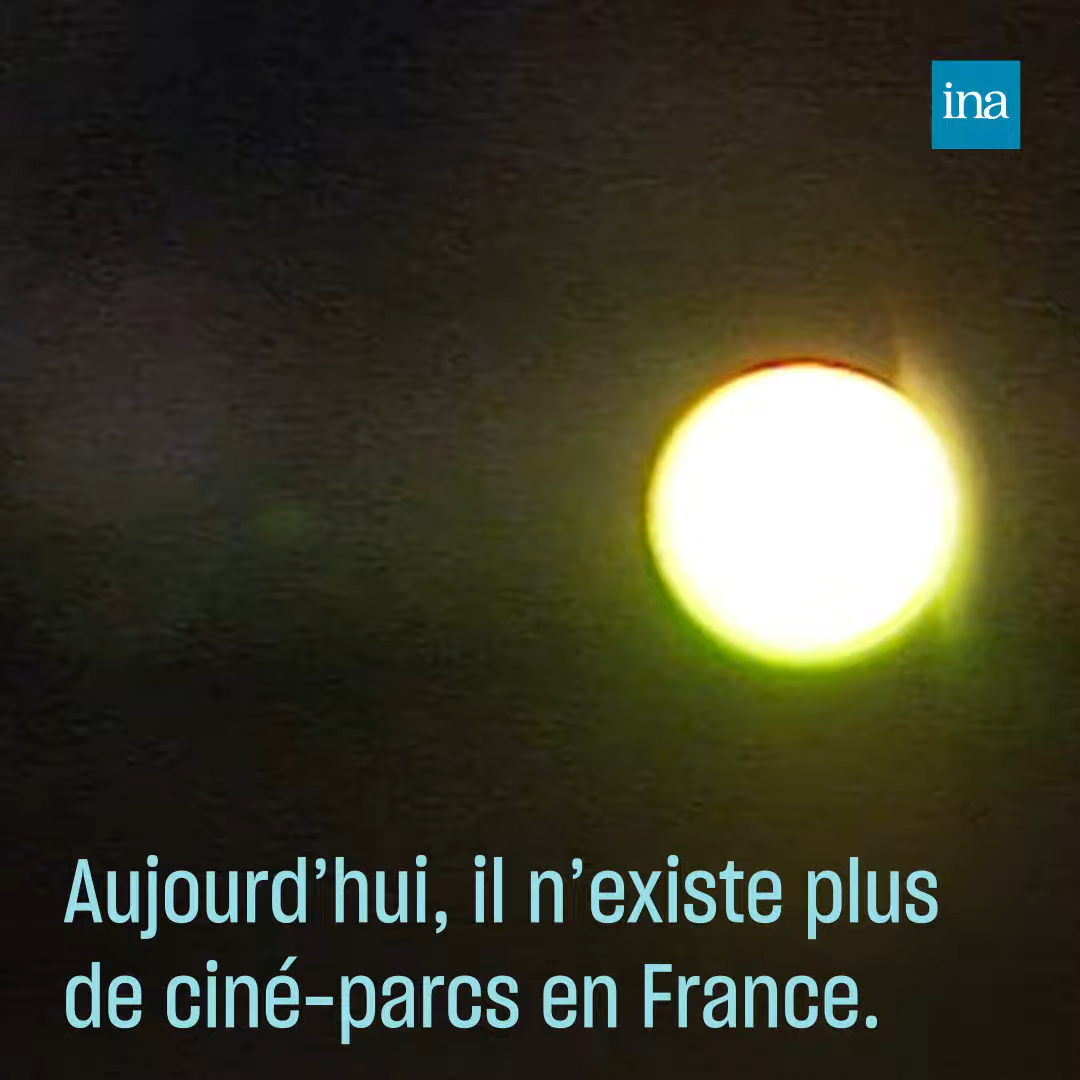 ina
Aujourd’hui, il n’existe plus
de ciné-parcs en France.